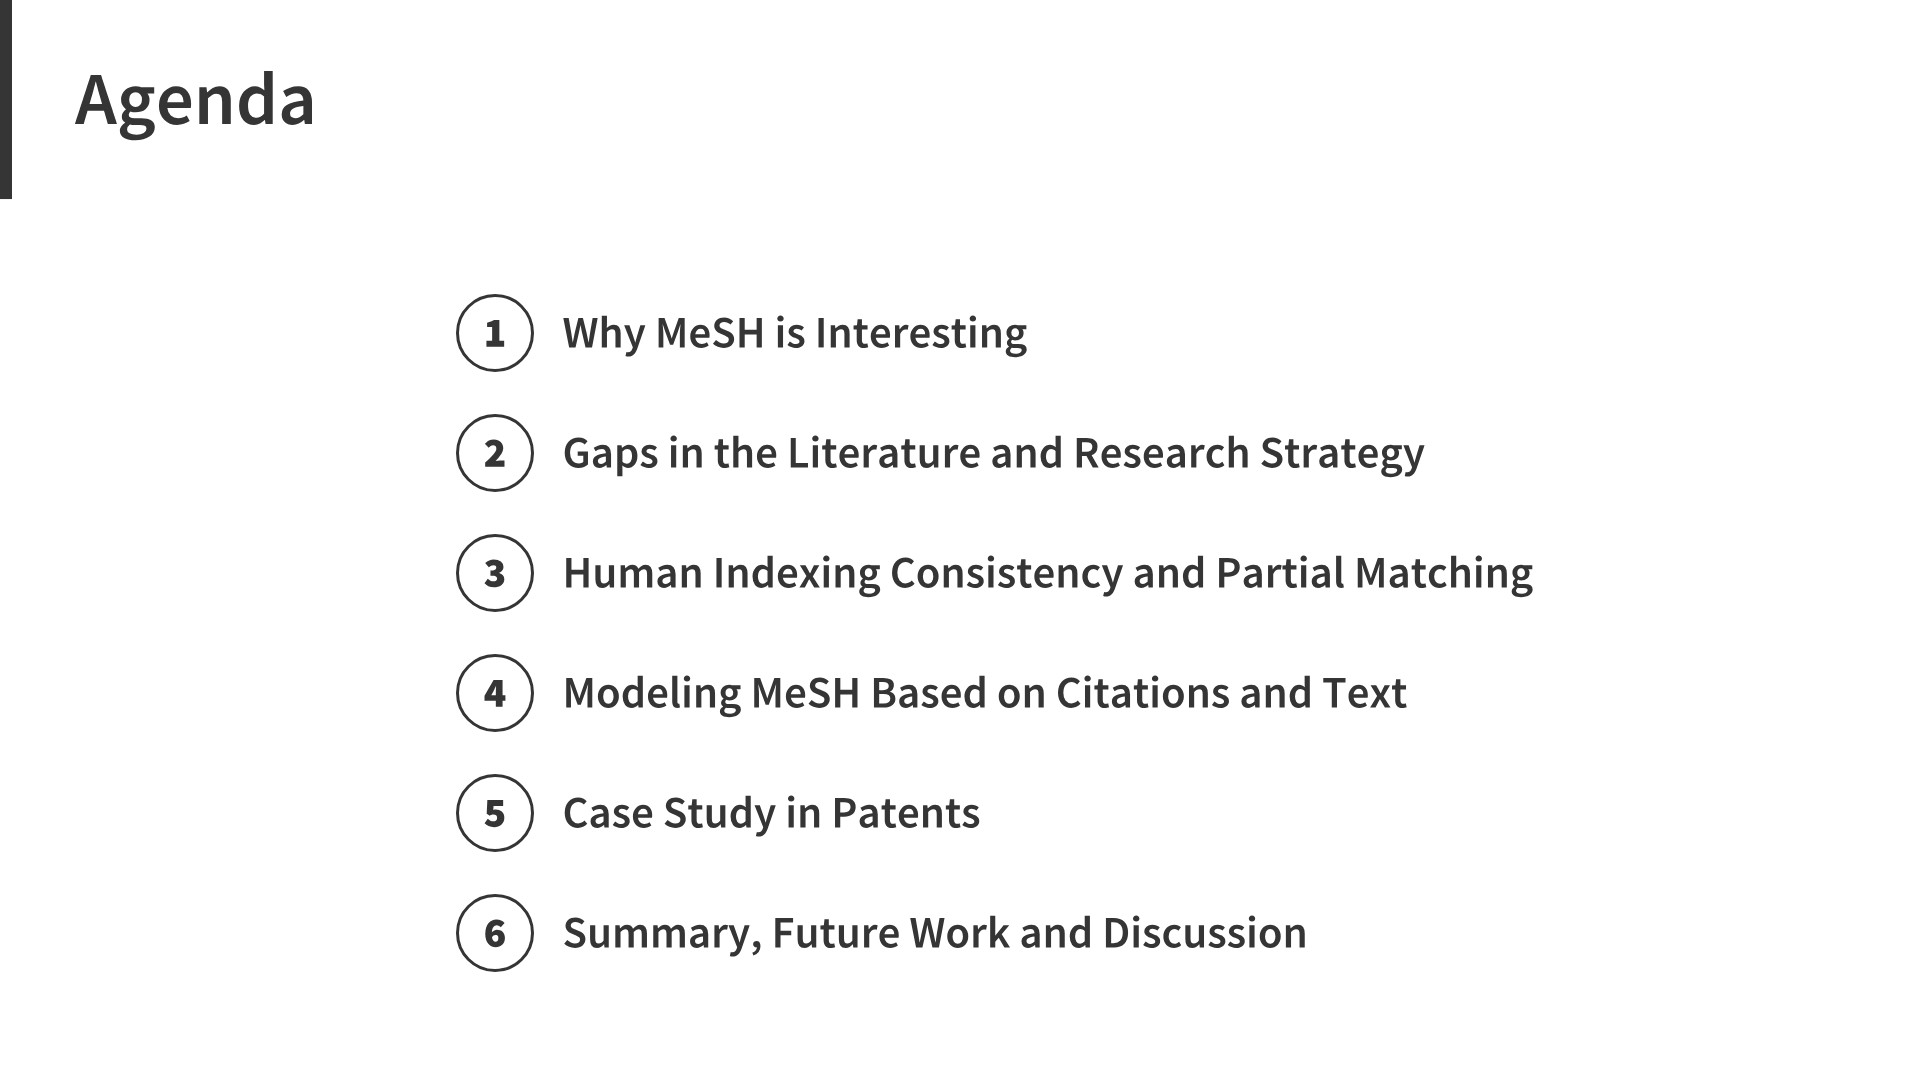 Agenda
1 Why MeSH is Interesting
2 Gaps in the Literature and Research Strategy
3 Human Indexing Consistency and Partial Matching
4 Modeling MeSH Based on Citations and Text
5 Case Study in Patents
6 Summary, Future Work and Discussion